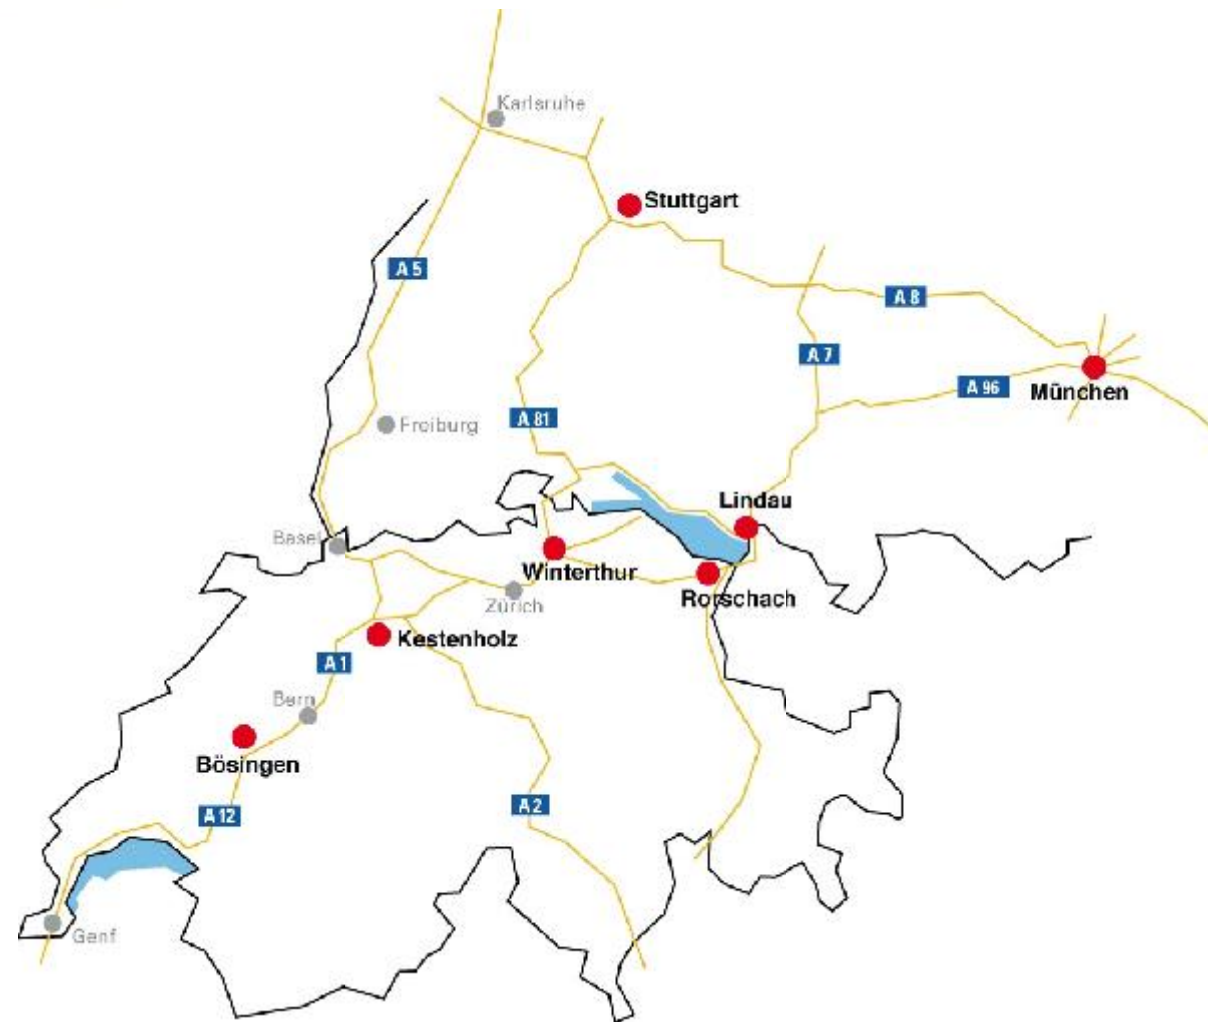 Karlsruhe
Stuttgart
A 5
A 8
A 7
A 96
München
A 81
Freiburg
Lindau
Basel
Winterthur
Rorschach
Zürich
Kestenholz
A 1
Bern
Bösingen
A 12
A 2
Genf